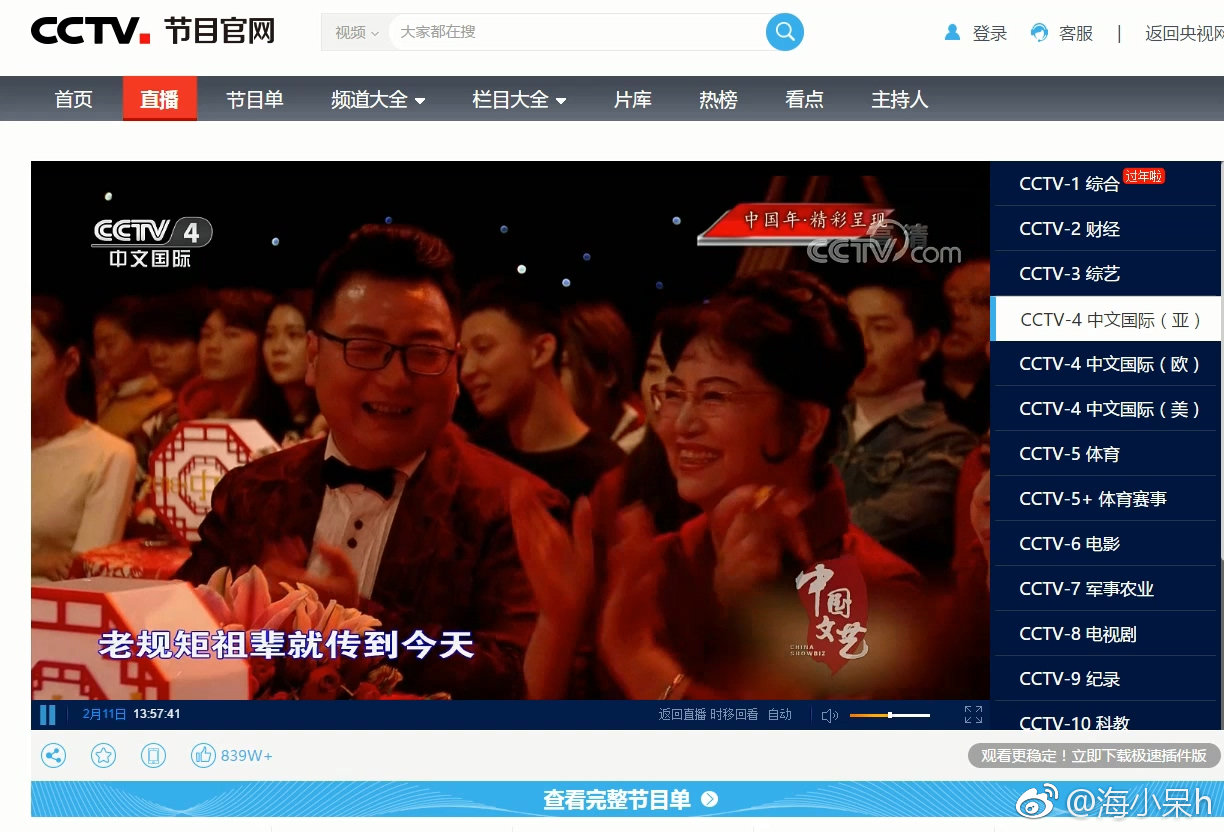 CCTV. 节目官网
视频 大家都在搜
登录 客服 | 返回央视网
首页 直播 节目单 频道大全 栏目大全 片库 热榜 看点 主持人
CCTV 4
中文国际
中国年·精彩呈现
高清
CCTV.com
中国文艺
CHINA
SHOWBIZ
老规矩祖辈就传到今天
2月11日 13:57:41
返回直播 时移回看 自动
CCTV-1 综合 过年啦
CCTV-2 财经
CCTV-3 综艺
CCTV-4 中文国际（亚）
CCTV-4 中文国际（欧）
CCTV-4 中文国际（美）
CCTV-5 体育
CCTV-5+ 体育赛事
CCTV-6 电影
CCTV-7 军事农业
CCTV-8 电视剧
CCTV-9 纪录
CCTV-10 科教
839W+
观看更稳定！立即下载极速插件版
查看完整节目单
@海小呆h